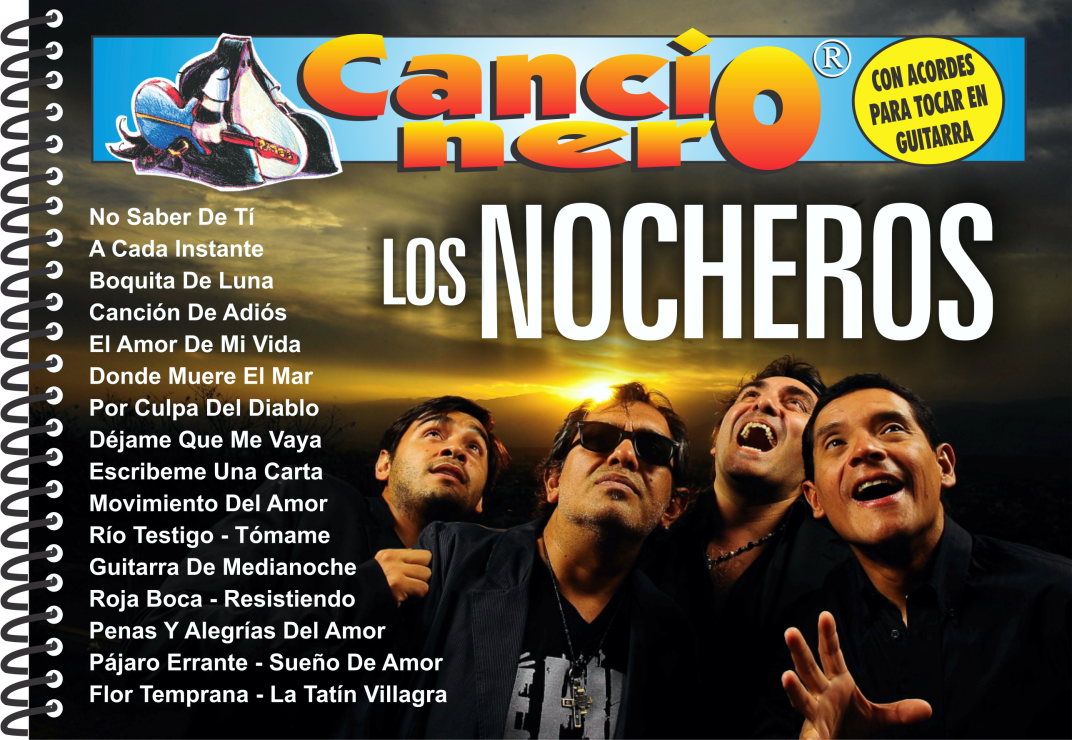 Cancio
nero
®
CON ACORDES
PARA TOCAR EN
GUITARRA
LOS NOCHEROS
No Saber De Tí
A Cada Instante
Boquita De Luna
Canción De Adiós
El Amor De Mi Vida
Donde Muere El Mar
Por Culpa Del Diablo
Déjame Que Me Vaya
Escribeme Una Carta
Movimiento Del Amor
Río Testigo - Tómame
Guitarra De Medianoche
Roja Boca - Resistiendo
Penas Y Alegrías Del Amor
Pájaro Errante - Sueño De Amor
Flor Temprana - La Tatín Villagra